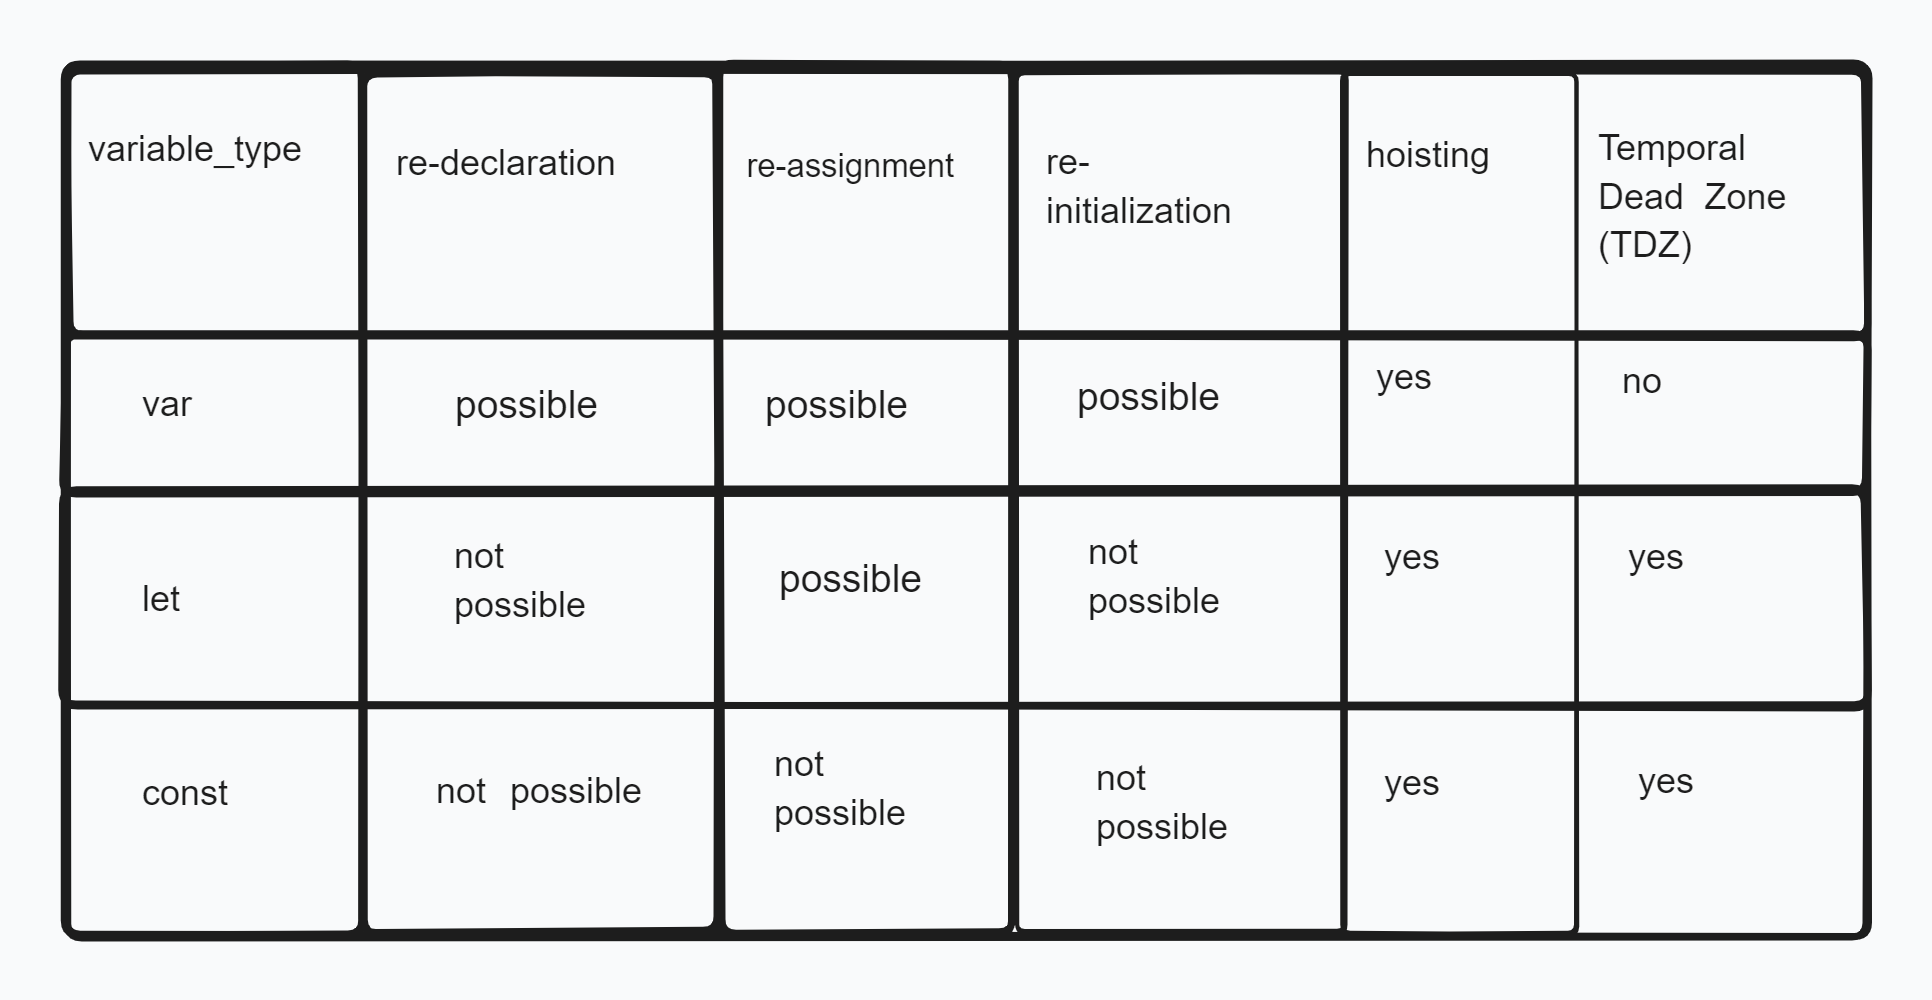 variable_type
re-declaration
re-assignment
re-
initialization
hoisting
Temporal
Dead Zone
(TDZ)
var
possible
possible
possible
yes
no
let
not
possible
possible
not
possible
yes
yes
const
not possible
not
possible
not
possible
yes
yes